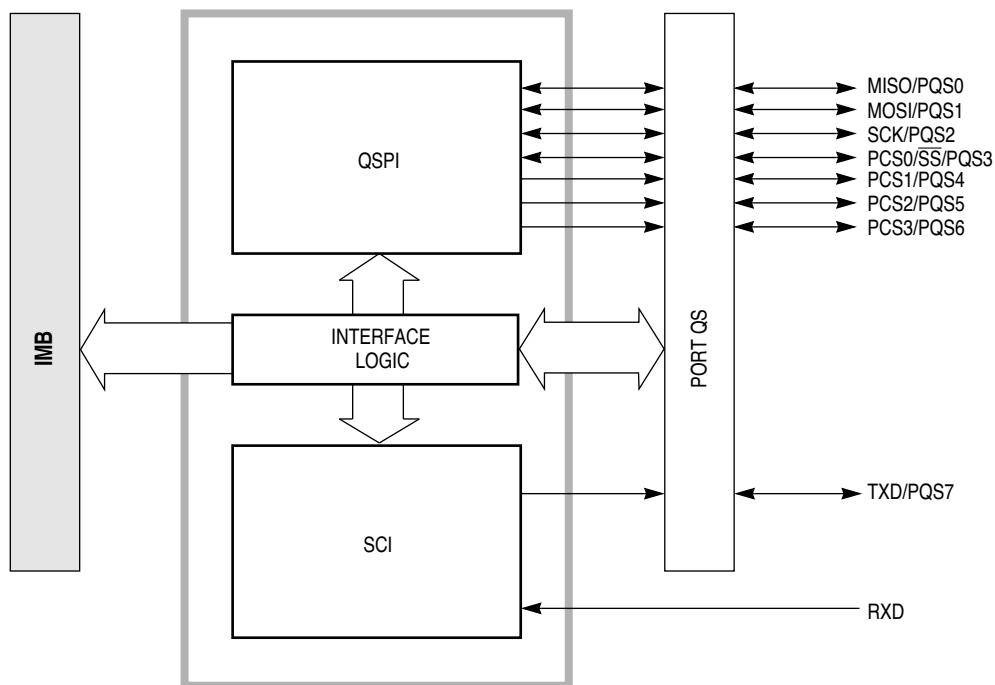 IMB
QSPI
INTERFACE
LOGIC
SCI
PORT QS
MISO/PQS0
MOSI/PQS1
SCK/PQS2
PCS0/S̅S̅/PQS3
PCS1/PQS4
PCS2/PQS5
PCS3/PQS6
TXD/PQS7
RXD